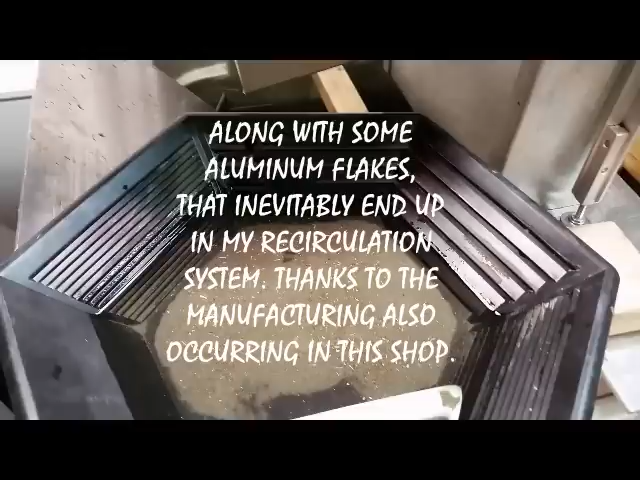 ALONG WITH SOME
ALUMINUM FLAKES,
THAT INEVITABLY END UP
IN MY RECIRCULATION
SYSTEM. THANKS TO THE
MANUFACTURING ALSO
OCCURRING IN THIS SHOP.